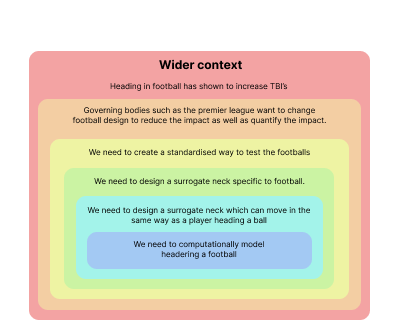 Wider context
Heading in football has shown to increase TBI's
Governing bodies such as the premier league want to change
football design to reduce the impact as well as quantify the impact.
We need to create a standardised way to test the footballs
We need to design a surrogate neck specific to football.
We need to design a surrogate neck which can move in the
same way as a player heading a ball
We need to computationally model
headering a football